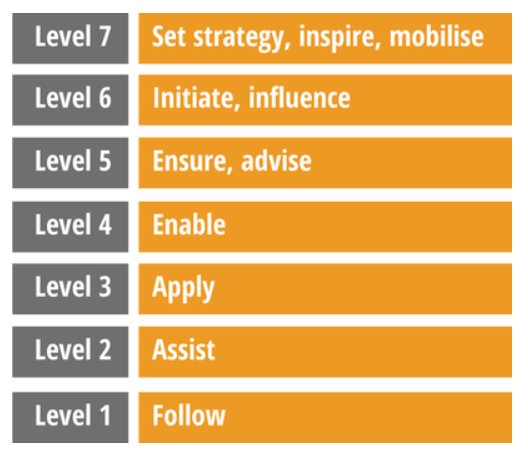 Level 7 Set strategy, inspire, mobilise
Level 6 Initiate, influence
Level 5 Ensure, advise
Level 4 Enable
Level 3 Apply
Level 2 Assist
Level 1 Follow